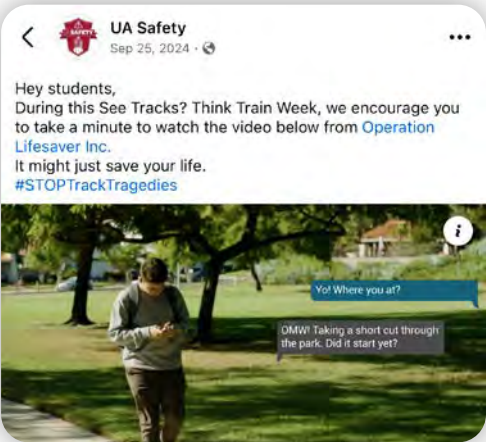 UA Safety
Sep 25, 2024 ·
Hey students,
During this See Tracks? Think Train Week, we encourage you
to take a minute to watch the video below from Operation
Lifesaver Inc.
It might just save your life.
#STOPTrackTragedies
Yo! Where you at?
OMW! Taking a short cut through
the park. Did it start yet?